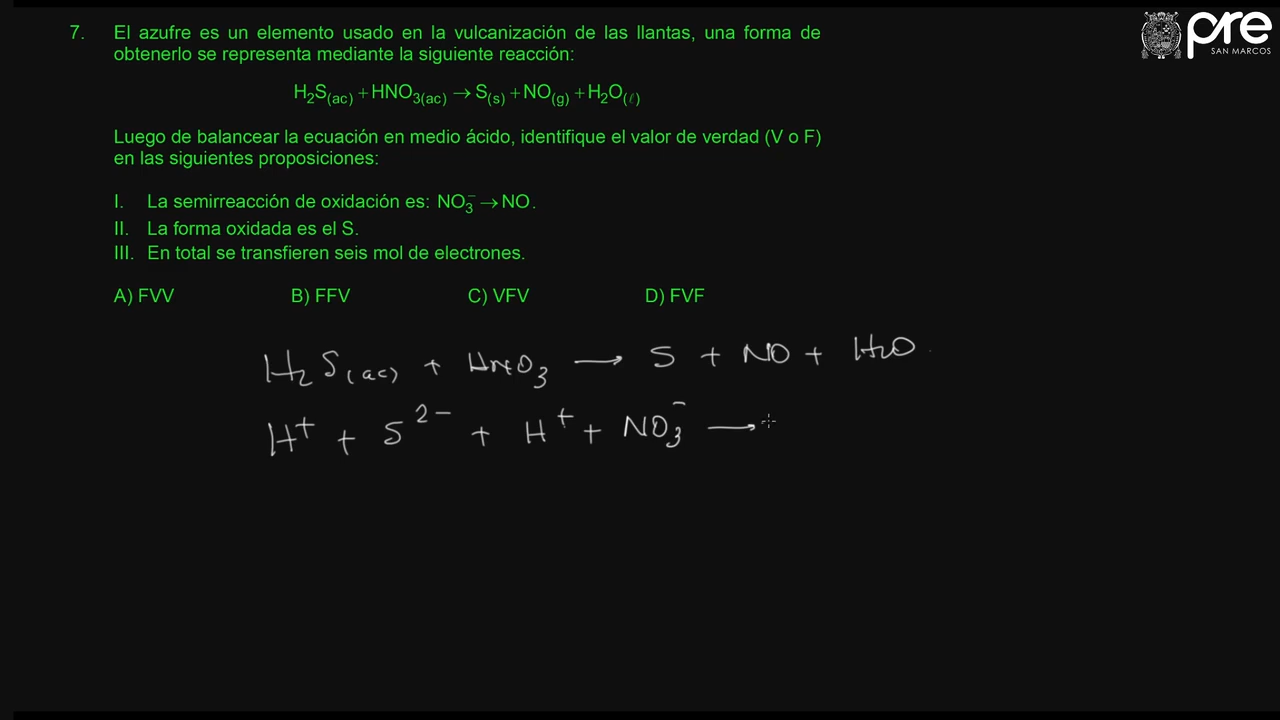 pre
SAN MARCOS
7. El azufre es un elemento usado en la vulcanización de las llantas, una forma de
obtenerlo se representa mediante la siguiente reacción:
H₂S(ac) + HNO₃(ac) → S(s) + NO(g) + H₂O(ℓ)
Luego de balancear la ecuación en medio ácido, identifique el valor de verdad (V o F)
en las siguientes proposiciones:
I. La semirreacción de oxidación es: NO₃⁻ → NO.
II. La forma oxidada es el S.
III. En total se transfieren seis mol de electrones.
A) FVV B) FFV C) VFV D) FVF
H₂S(ac) + HNO₃ → S + NO + H₂O
H⁺ + S²⁻ + H⁺ + NO₃⁻ →